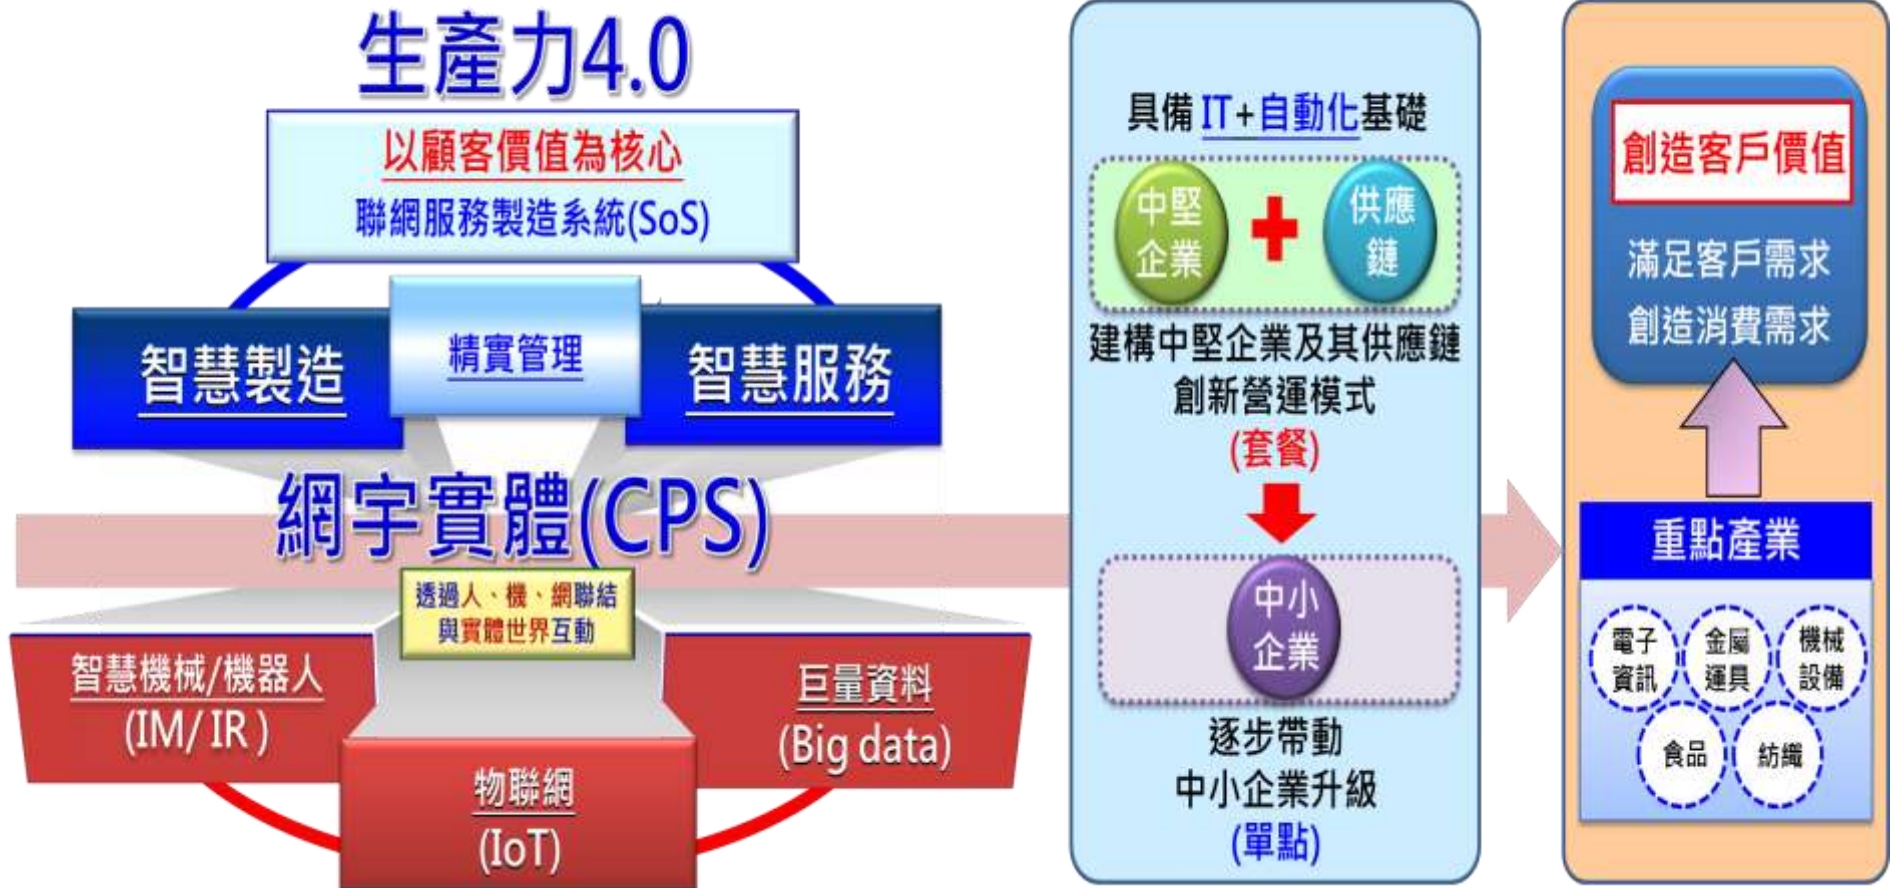 生產力4.0
以顧客價值為核心
聯網服務製造系統(SoS)
智慧製造
精實管理
智慧服務
網宇實體(CPS)
透過人、機、網聯結
與實體世界互動
智慧機械/機器人
(IM/ IR )
物聯網
(IoT)
巨量資料
(Big data)
具備 IT+自動化基礎
中堅
企業
供應
鏈
建構中堅企業及其供應鏈
創新營運模式
(套餐)
中小
企業
逐步帶動
中小企業升級
(單點)
創造客戶價值
滿足客戶需求
創造消費需求
重點產業
電子
資訊
金屬
運具
機械
設備
食品
紡織